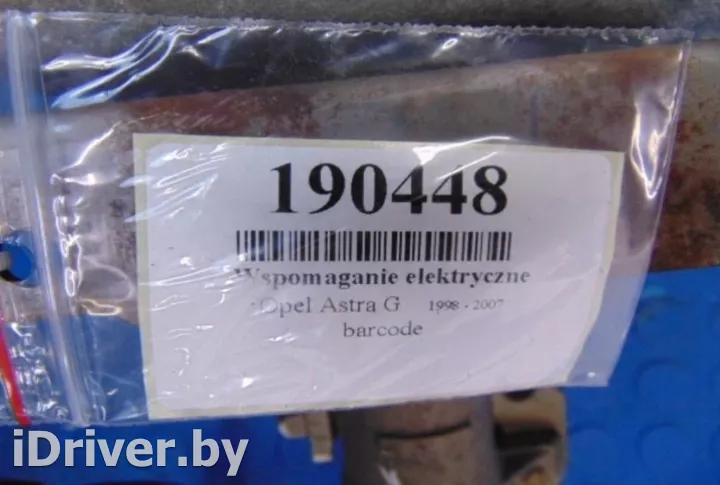 190448
Wspomaganie elektryczne
Opel Astra G 1998 - 2007
barcode
iDriver.by